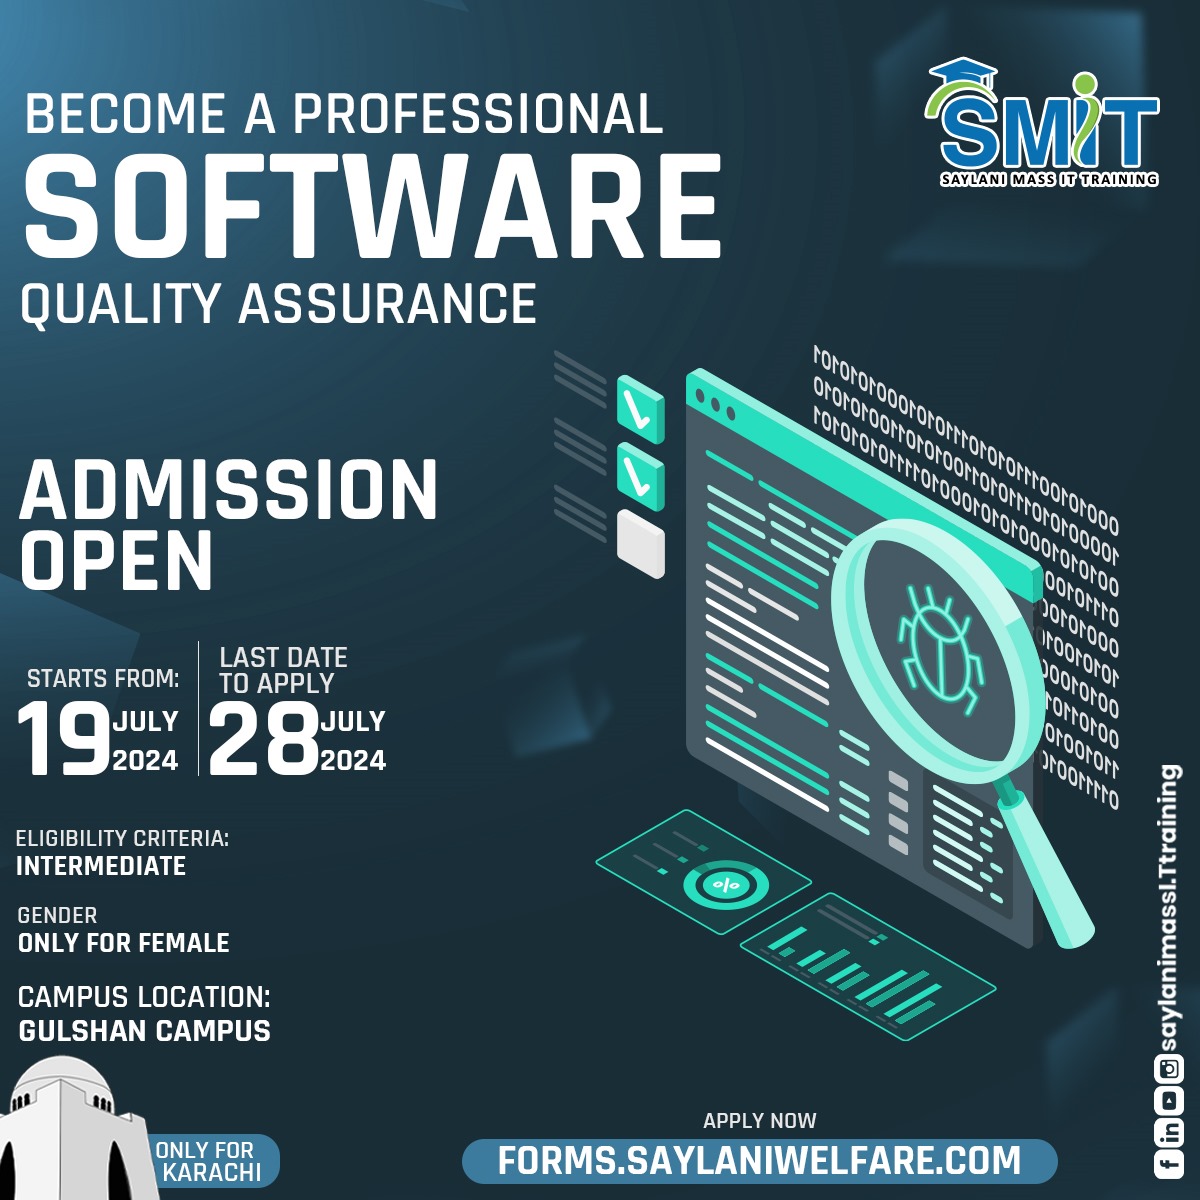 BECOME A PROFESSIONAL
SOFTWARE
QUALITY ASSURANCE
SMiT
SAYLANI MASS IT TRAINING
ADMISSION
OPEN
STARTS FROM:
19 JULY
2024
LAST DATE
TO APPLY
28 JULY
2024
ELIGIBILITY CRITERIA:
INTERMEDIATE
GENDER
ONLY FOR FEMALE
CAMPUS LOCATION:
GULSHAN CAMPUS
ONLY FOR
KARACHI
APPLY NOW
FORMS.SAYLANIWELFARE.COM
saylanimassI.Ttraining
%